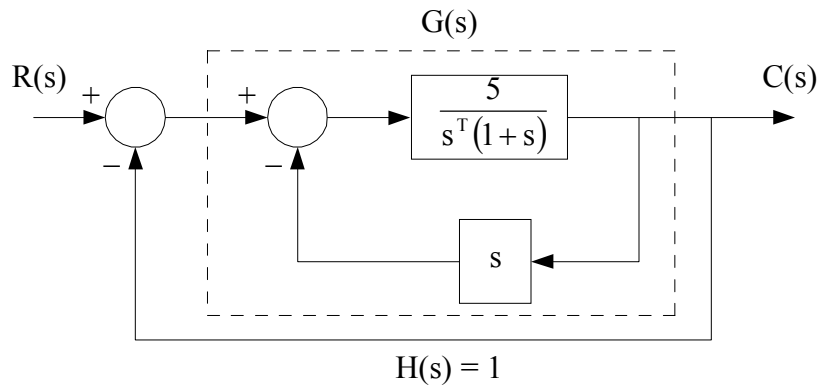 G(s)
R(s)
C(s)
+
−
+
−
5
s^T(1+s)
s
H(s) = 1